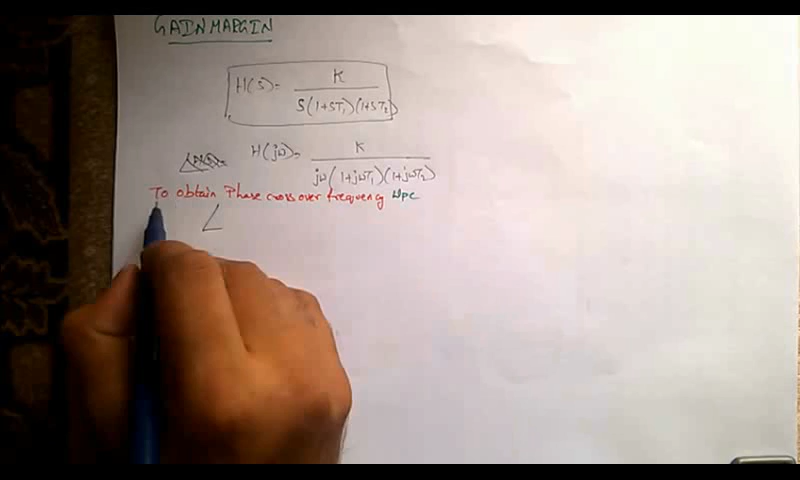 GAIN MARGIN
H(S) = K / S(1+ST₁)(1+ST₂)
H(jω) = K / jω(1+jωT₁)(1+jωT₂)
To obtain Phase cross over frequency ωpc
∠